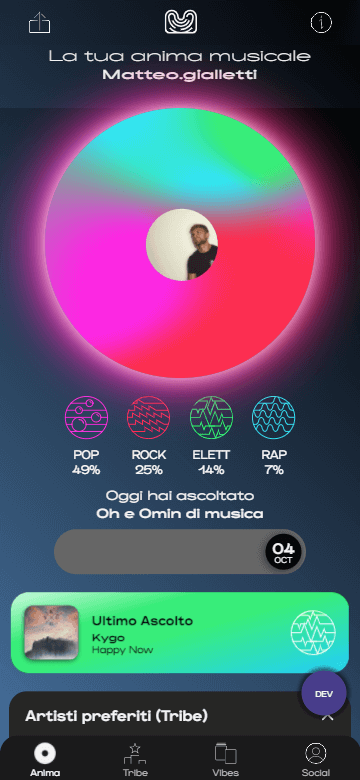 La tua anima musicale
Matteo.gialletti
POP
49%
ROCK
25%
ELETT
14%
RAP
7%
Oggi hai ascoltato
Oh e 0min di musica
04
OCT
Ultimo Ascolto
Kygo
Happy Now
DEV
Artisti preferiti (Tribe)
Anima
Tribe
Vibes
Social